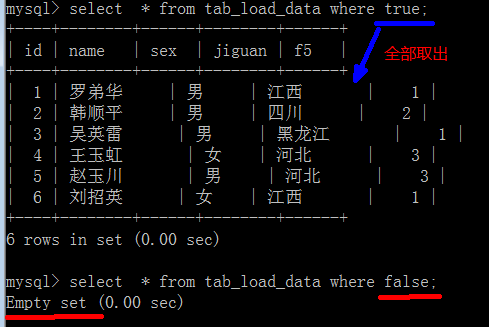 mysql> select  * from tab_load_data where true;
+----+--------+------+--------+------+
| id | name   | sex  | jiguan | f5   |
+----+--------+------+--------+------+
全部取出
|  1 | 罗弟华    | 男    | 江西      |    1 |
|  2 | 韩顺平    | 男    | 四川      |    2 |
|  3 | 吴英雷    | 男    | 黑龙江       |    1 |
|  4 | 王玉虹    | 女    | 河北      |    3 |
|  5 | 赵玉川    | 男    | 河北      |    3 |
|  6 | 刘招英    | 女    | 江西      |    1 |
+----+--------+------+--------+------+
6 rows in set (0.00 sec)
mysql> select  * from tab_load_data where false;
Empty set (0.00 sec)